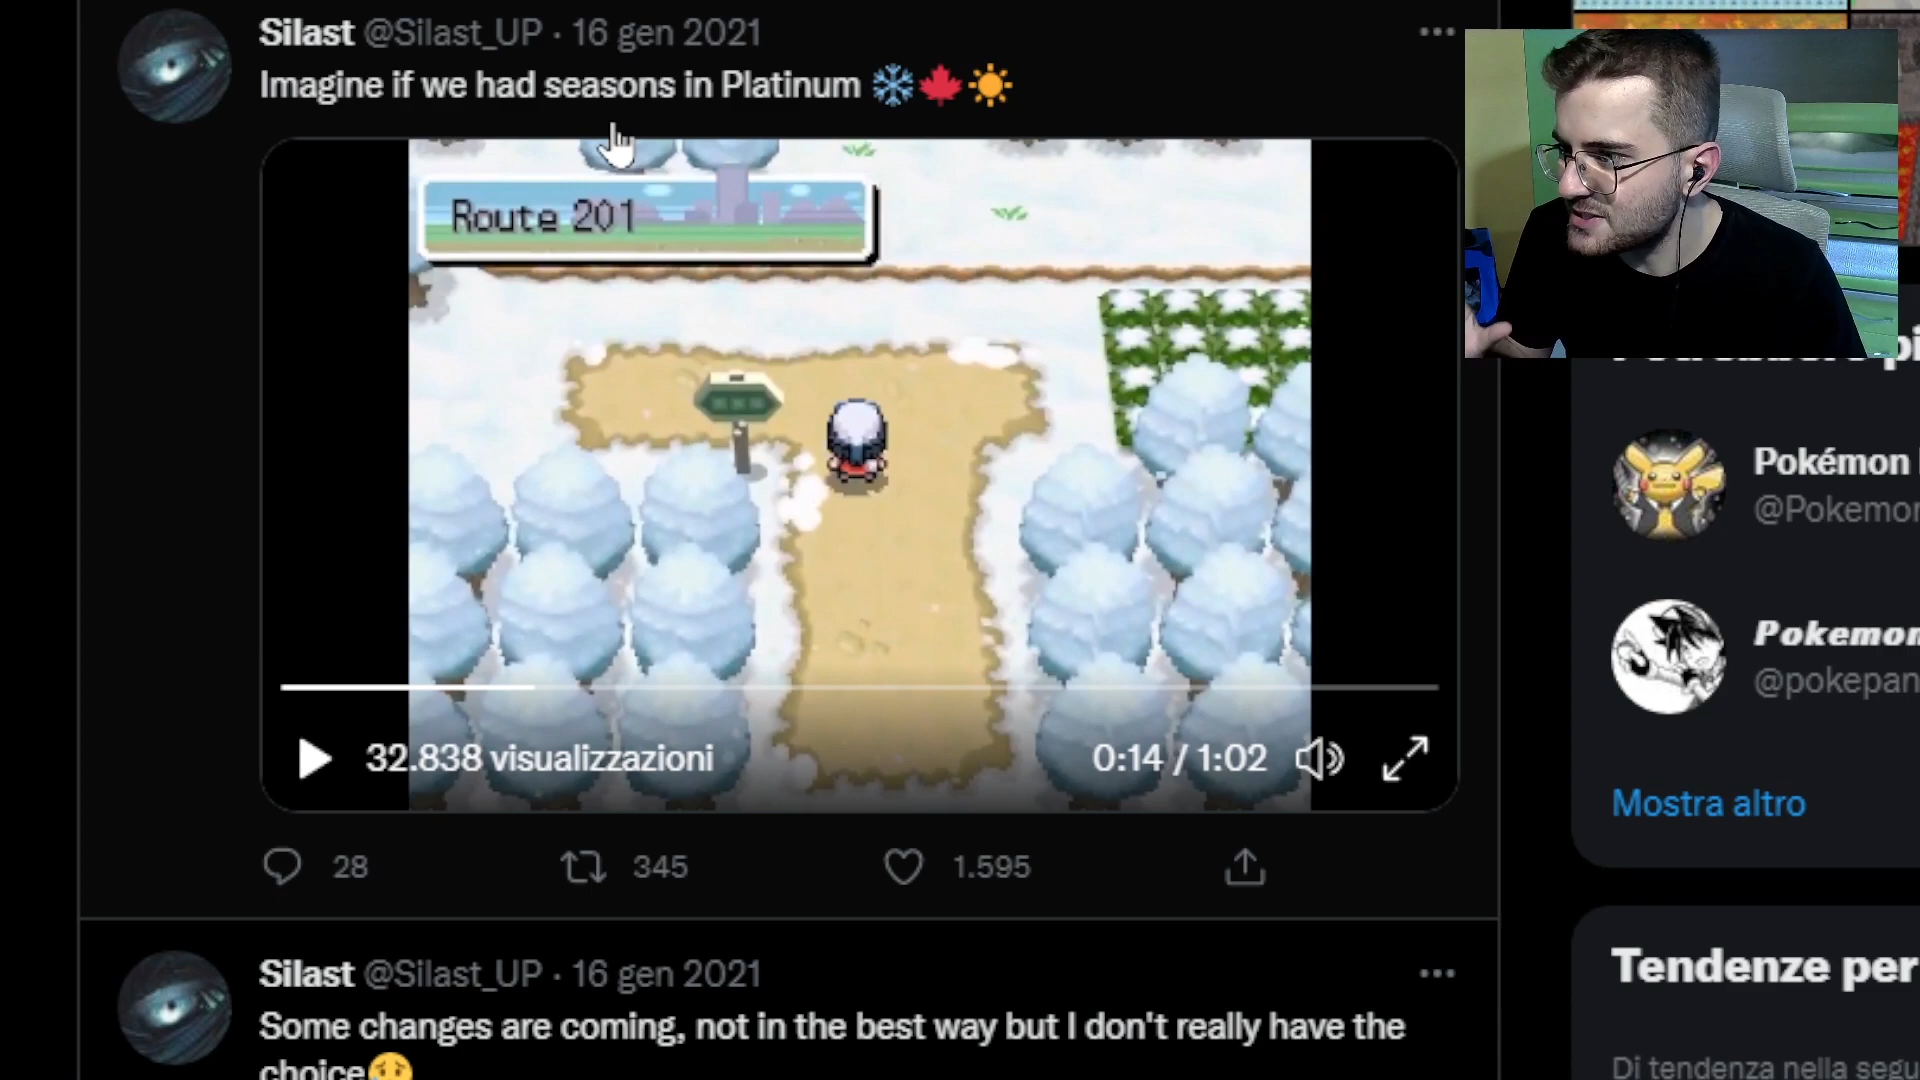 Silast @Silast_UP · 16 gen 2021
Imagine if we had seasons in Platinum ❄️🍁☀️
Route 201
32.838 visualizzazioni
0:14 / 1:02
28
345
1.595
Silast @Silast_UP · 16 gen 2021
Some changes are coming, not in the best way but I don't really have the
choice
Pokémon
@Pokemon
Pokemon
@pokepan
Mostra altro
Tendenze per
Di tendenza nella segu